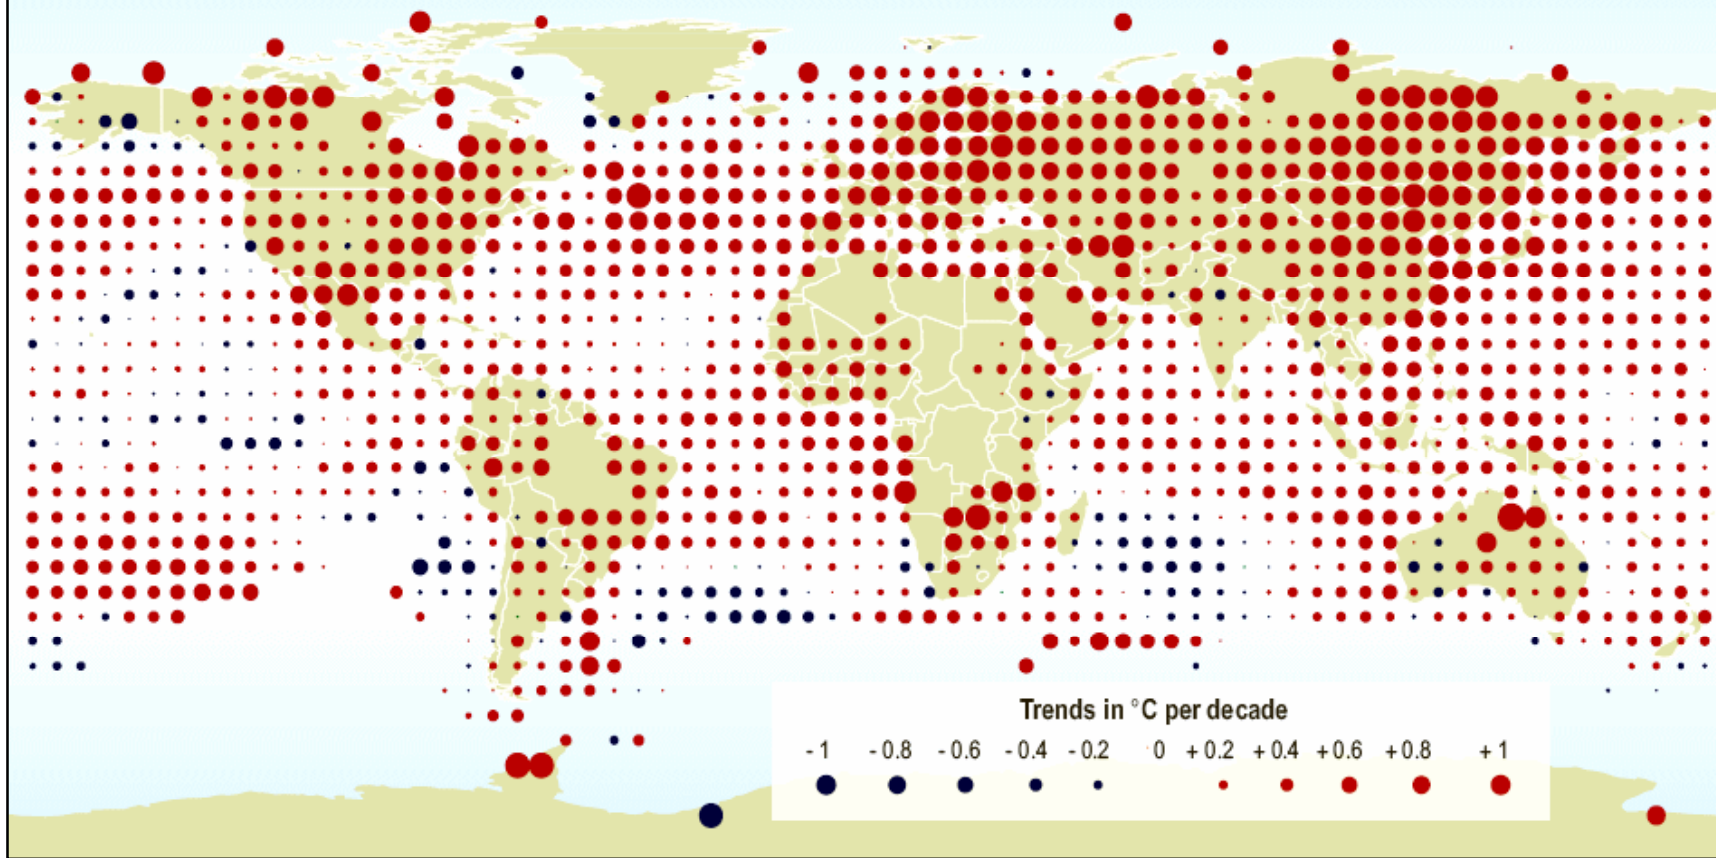 Trends in °C per decade
- 1 - 0.8 - 0.6 - 0.4 - 0.2 0 + 0.2 + 0.4 + 0.6 + 0.8 + 1